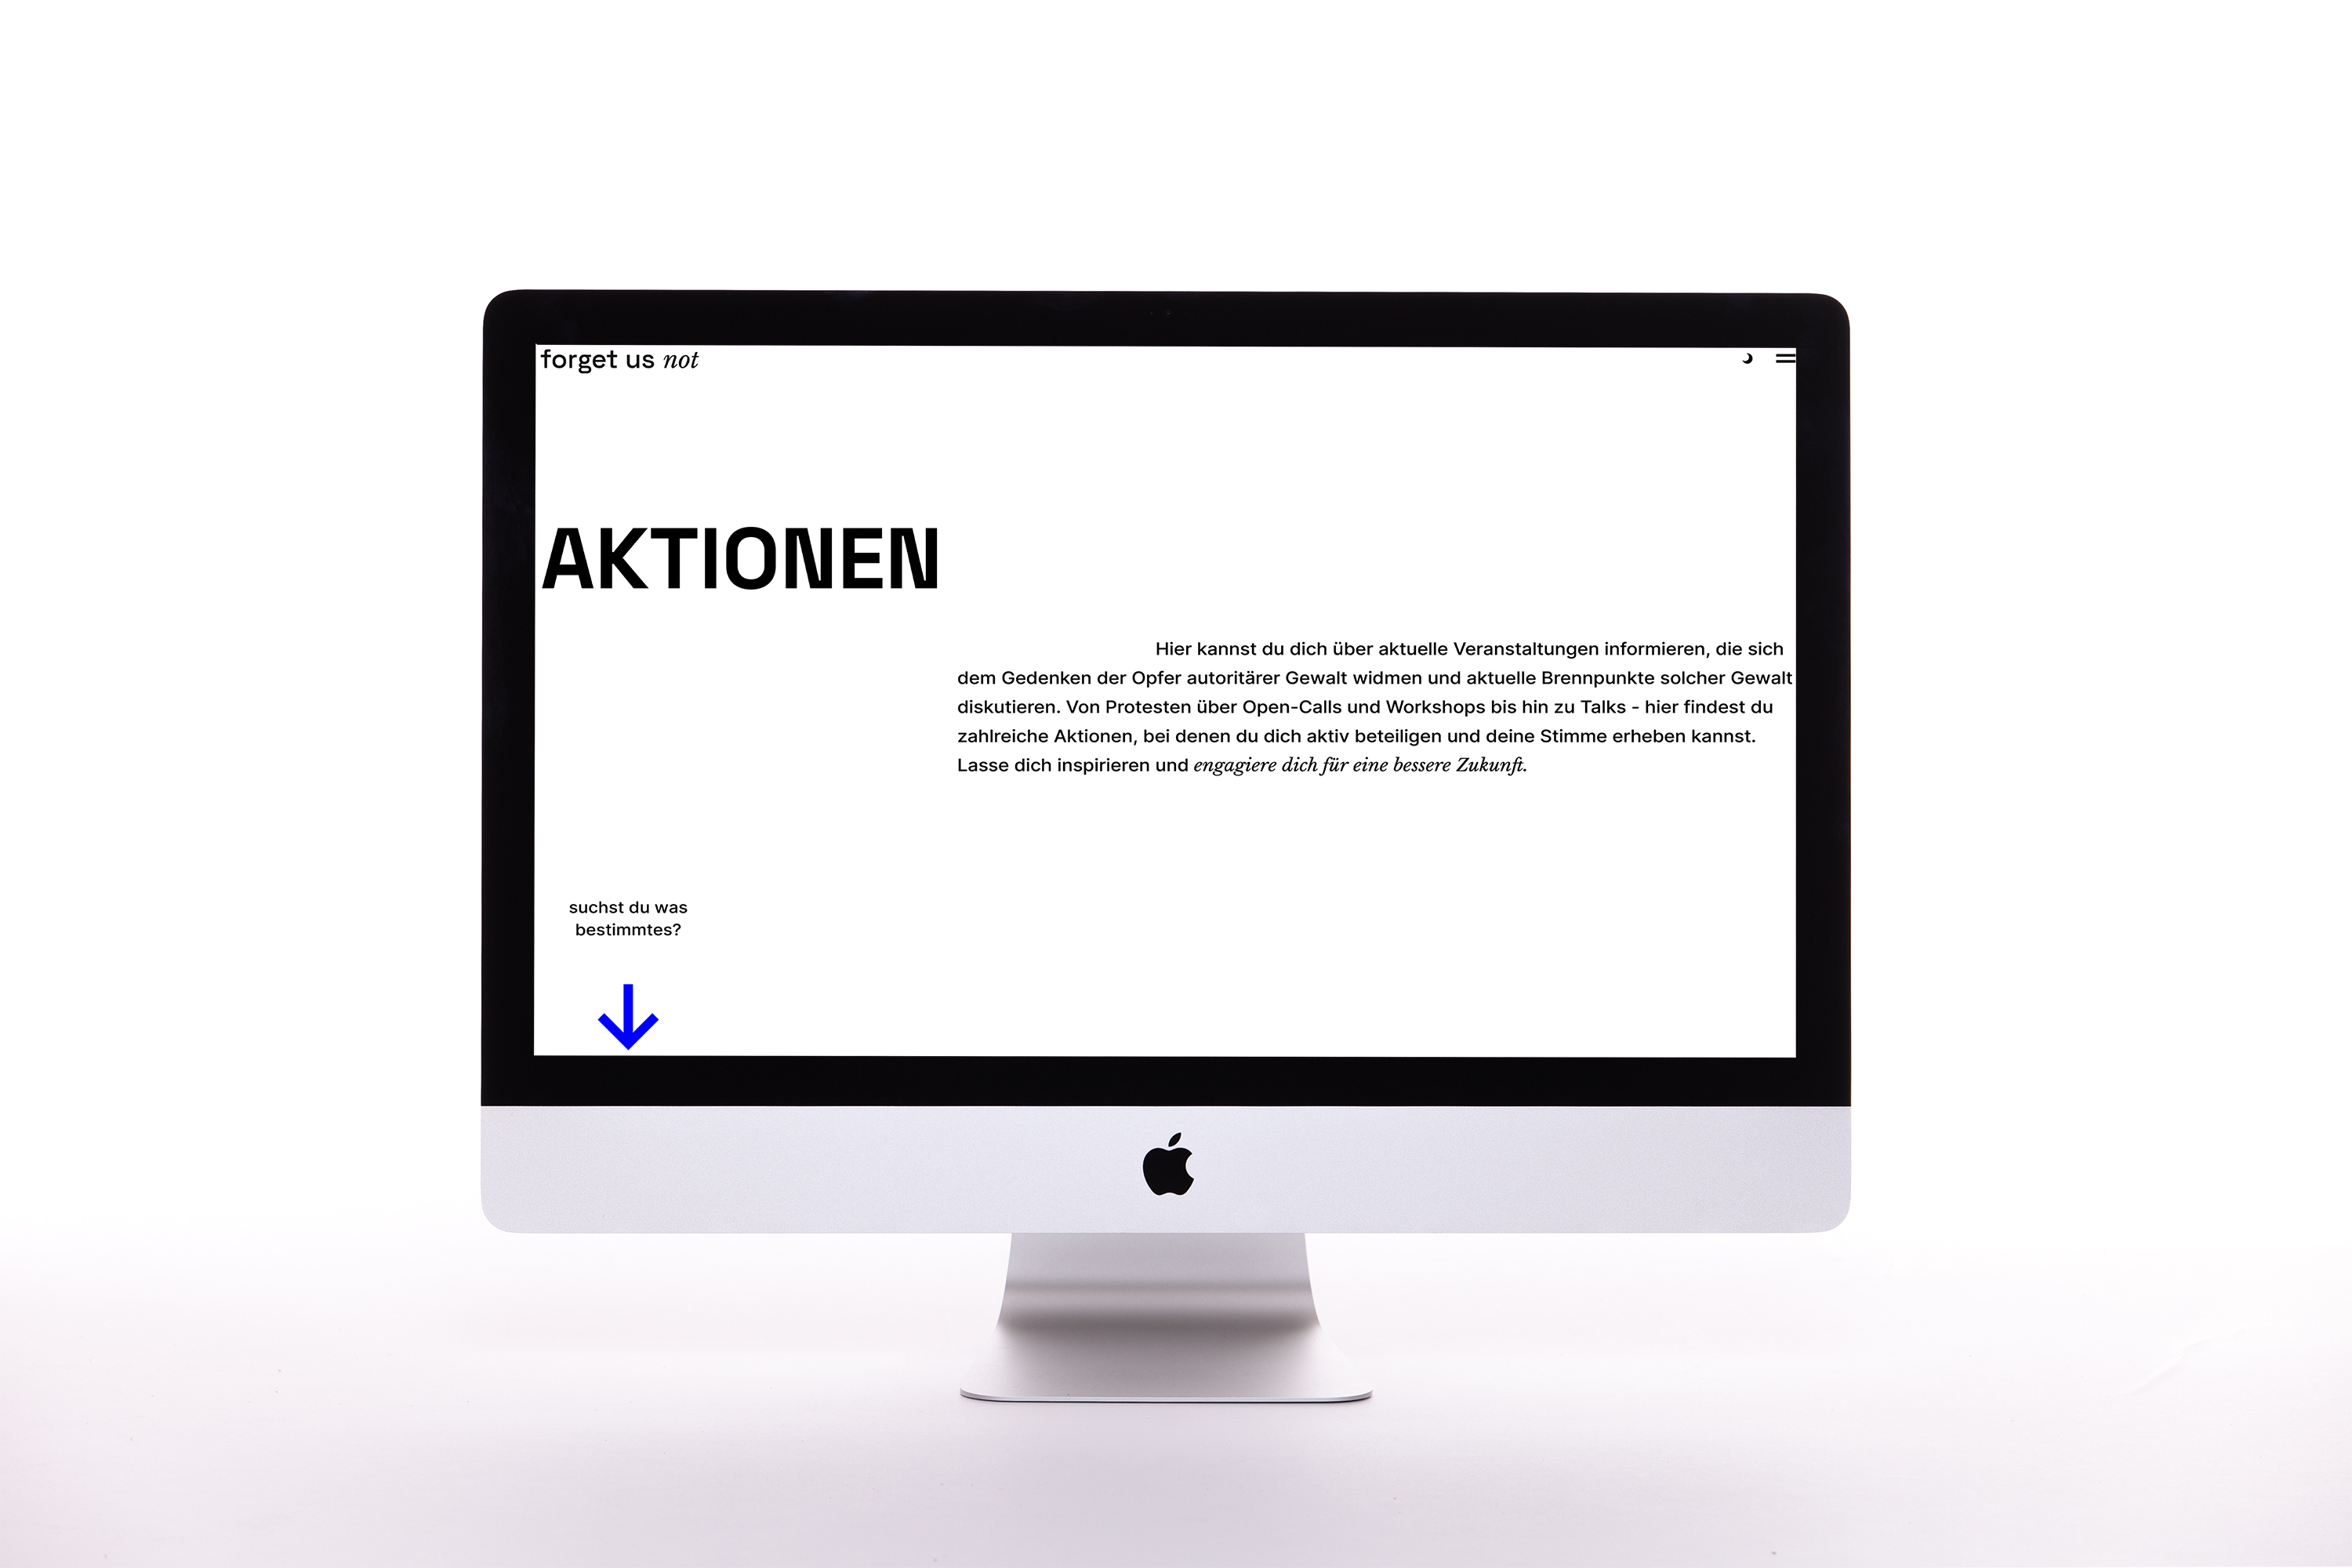 forget us not
AKTIONEN
Hier kannst du dich über aktuelle Veranstaltungen informieren, die sich
dem Gedenken der Opfer autoritärer Gewalt widmen und aktuelle Brennpunkte solcher Gewalt
diskutieren. Von Protesten über Open-Calls und Workshops bis hin zu Talks - hier findest du
zahlreiche Aktionen, bei denen du dich aktiv beteiligen und deine Stimme erheben kannst.
Lasse dich inspirieren und engagiere dich für eine bessere Zukunft.
suchst du was
bestimmtes?